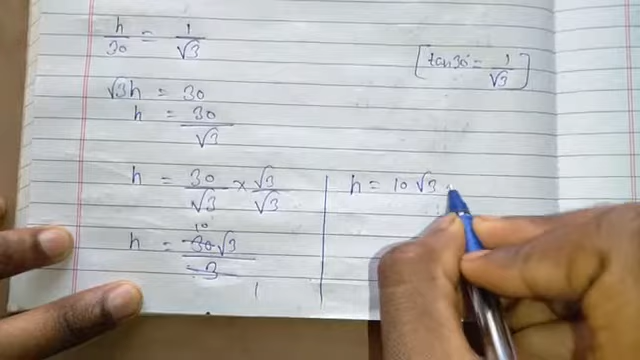 h/30 = 1/√3
[tan30° = 1/√3]
√3h = 30
h = 30/√3
h = 30/√3 × √3/√3
h = 10 30√3/3
h = 10√3